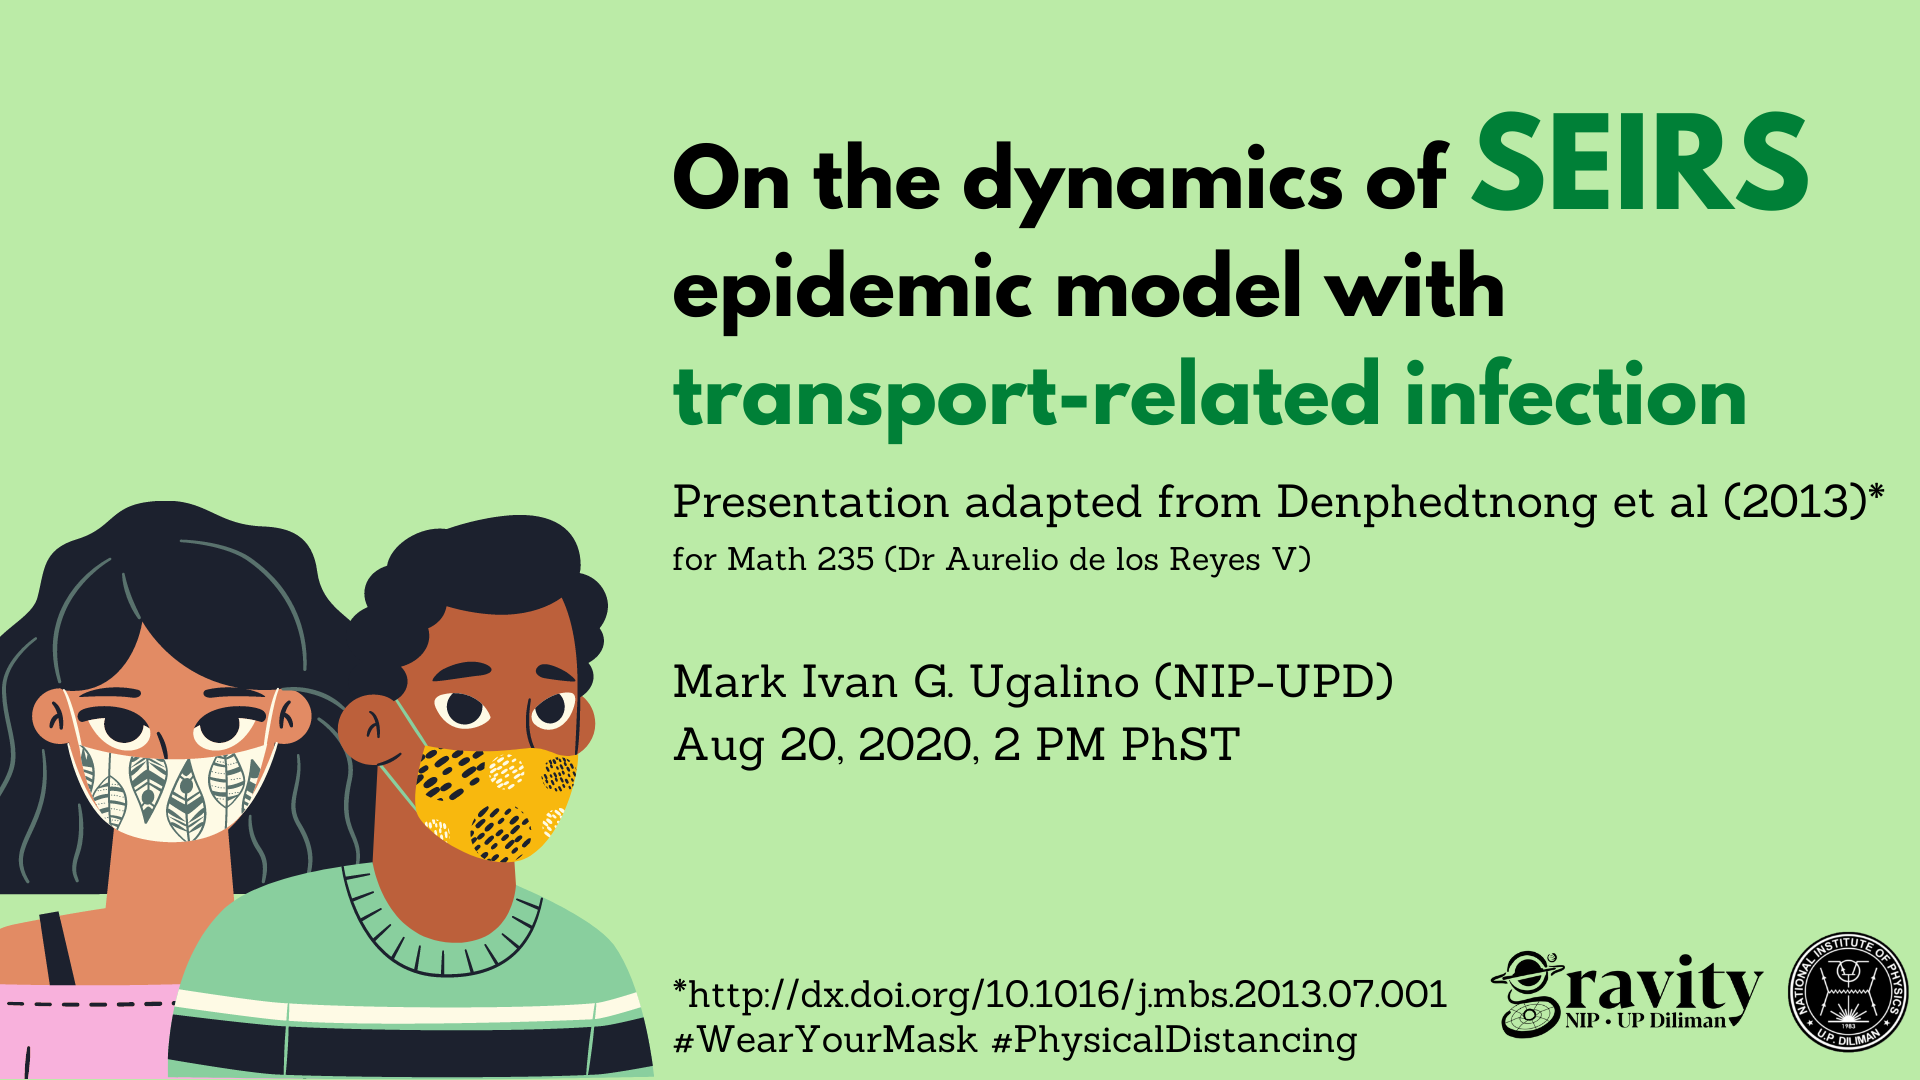 On the dynamics of SEIRS
epidemic model with
transport-related infection
Presentation adapted from Denphedtnong et al (2013)*
for Math 235 (Dr Aurelio de los Reyes V)
Mark Ivan G. Ugalino (NIP-UPD)
Aug 20, 2020, 2 PM PhST
*http://dx.doi.org/10.1016/j.mbs.2013.07.001
#WearYourMask #PhysicalDistancing
gravity
NIP • UP Diliman
NATIONAL INSTITUTE OF PHYSICS
1983
U.P. DILIMAN